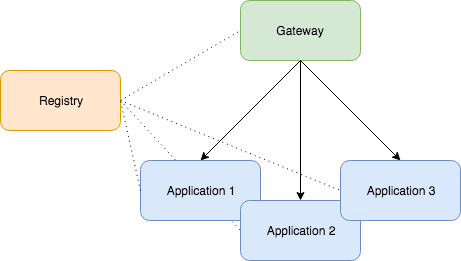 Gateway
Registry
Application 1
Application 3
Application 2